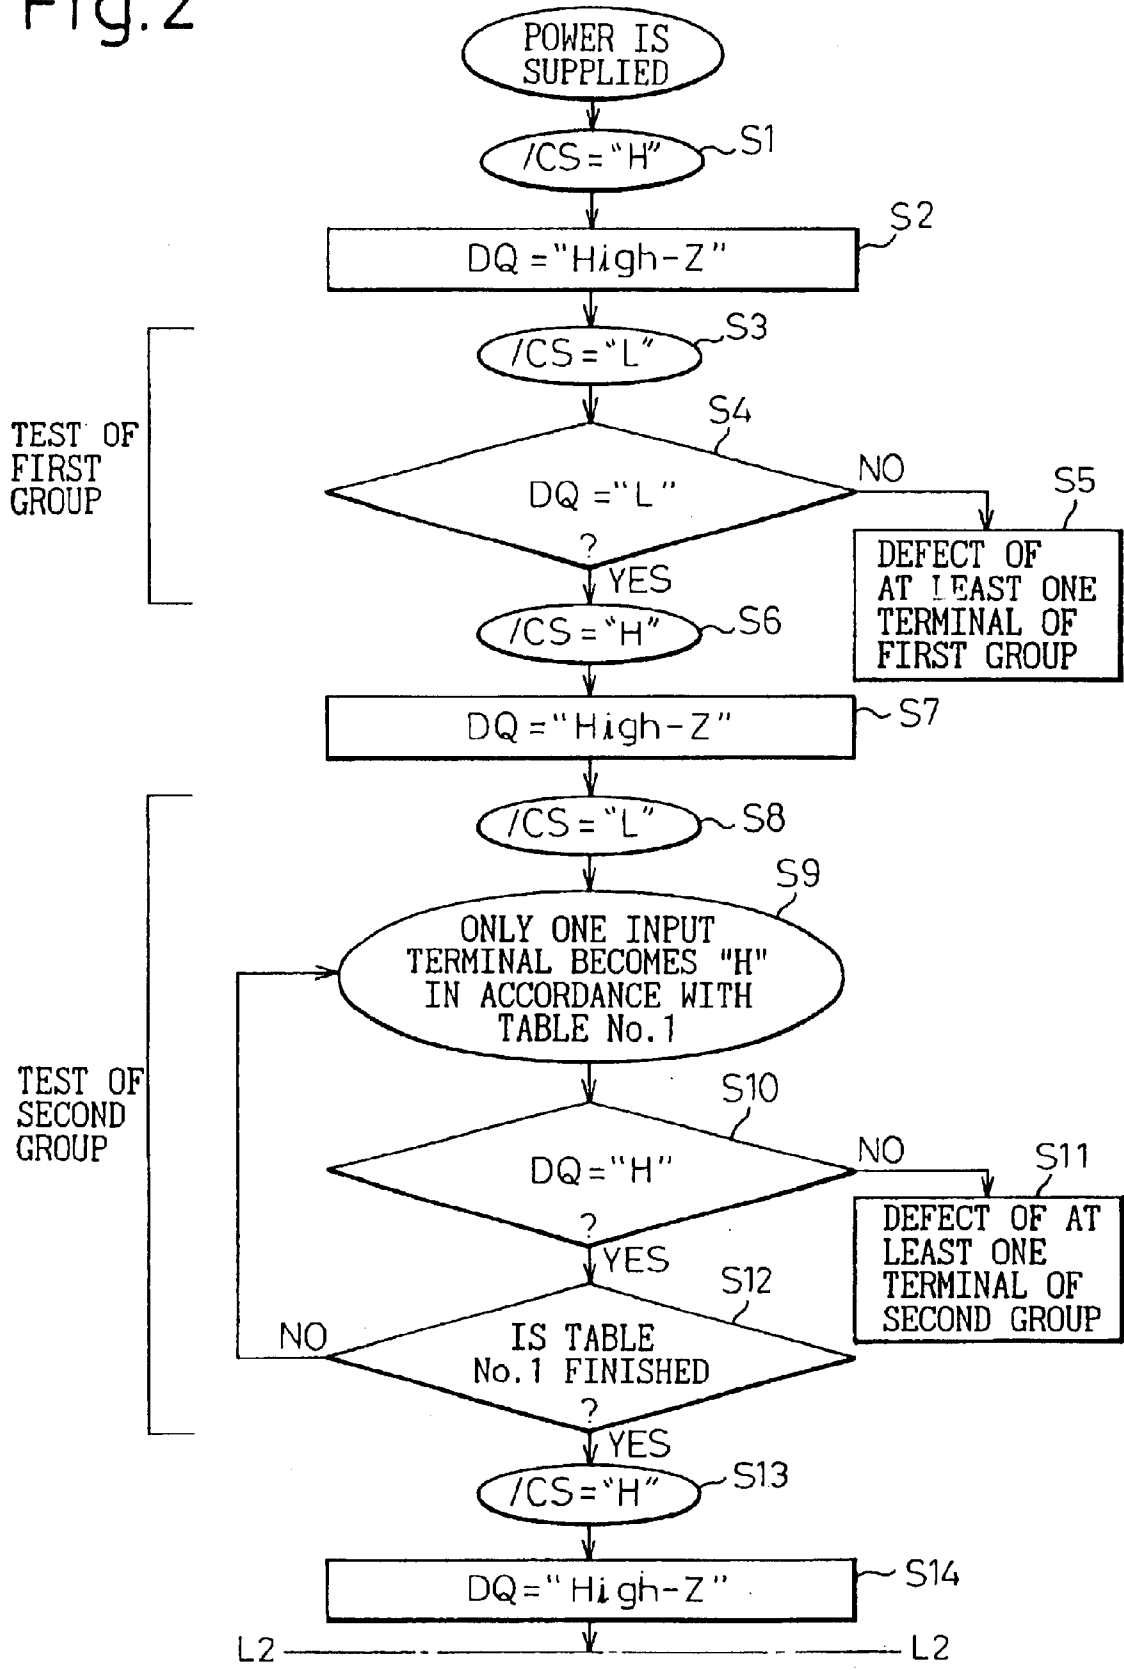 Fig.2
POWER IS
SUPPLIED
/CS="H"
S1
DQ="High-Z"
S2
/CS="L"
S3
TEST OF
FIRST
GROUP
S4
DQ="L"
?
NO
YES
S5
DEFECT OF
AT LEAST ONE
TERMINAL OF
FIRST GROUP
/CS="H"
S6
DQ="High-Z"
S7
/CS="L"
S8
S9
ONLY ONE INPUT
TERMINAL BECOMES "H"
IN ACCORDANCE WITH
TABLE No.1
TEST OF
SECOND
GROUP
S10
DQ="H"
?
NO
YES
S11
DEFECT OF AT
LEAST ONE
TERMINAL OF
SECOND GROUP
S12
IS TABLE
No.1 FINISHED
?
NO
YES
/CS="H"
S13
DQ="High-Z"
S14
L2
L2